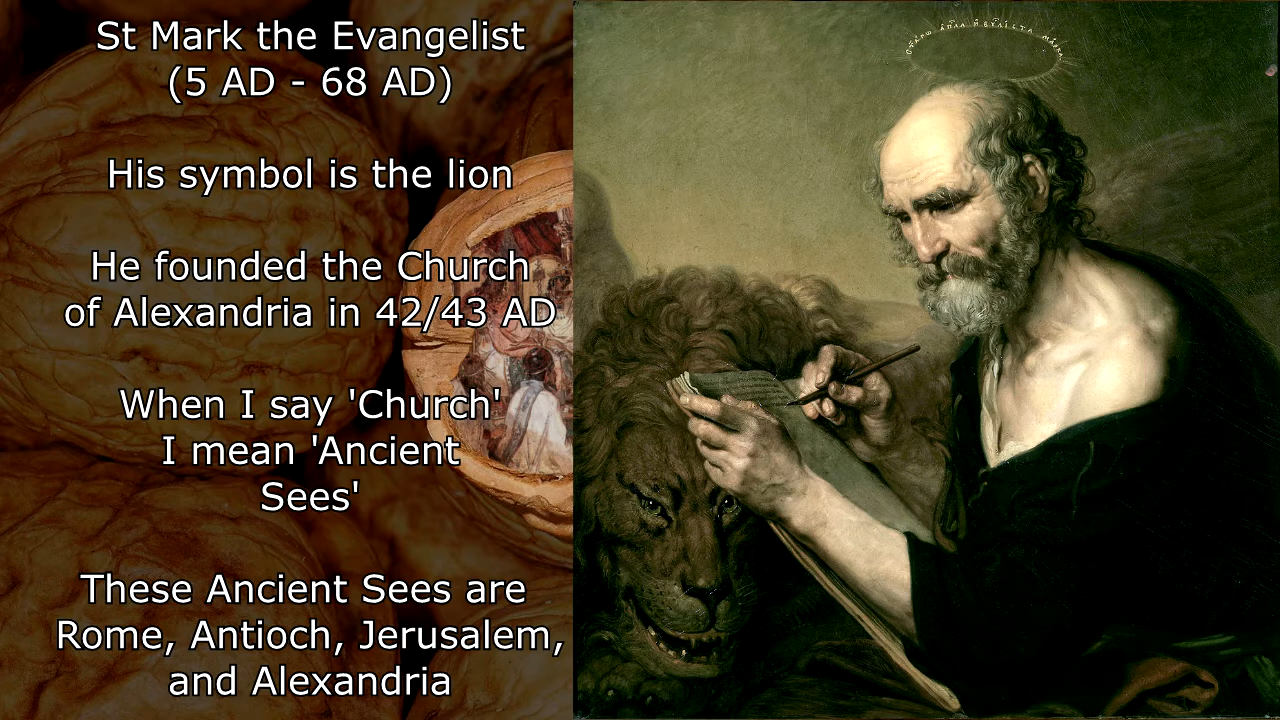 St Mark the Evangelist
(5 AD - 68 AD)
His symbol is the lion
He founded the Church
of Alexandria in 42/43 AD
When I say 'Church'
I mean 'Ancient
Sees'
These Ancient Sees are
Rome, Antioch, Jerusalem,
and Alexandria